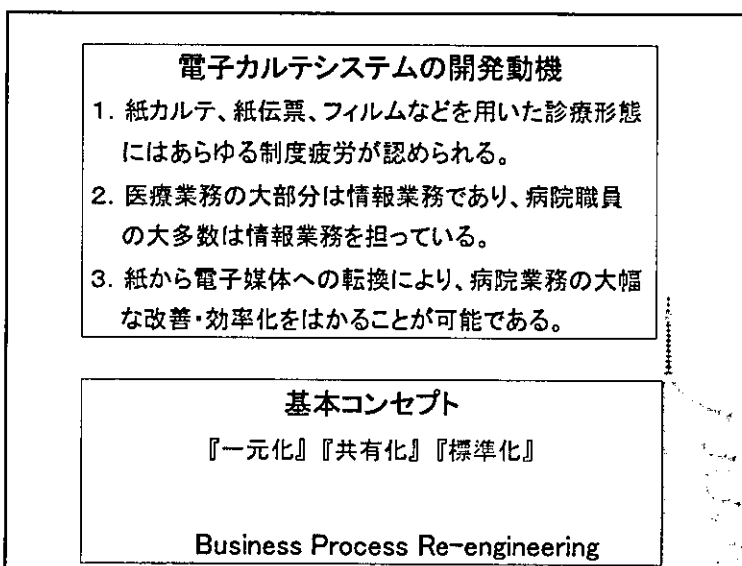 電子カルテシステムの開発動機
1. 紙カルテ、紙伝票、フィルムなどを用いた診療形態
にはあらゆる制度疲労が認められる。
2. 医療業務の大部分は情報業務であり、病院職員
の大多数は情報業務を担っている。
3. 紙から電子媒体への転換により、病院業務の大幅
な改善・効率化をはかることが可能である。
基本コンセプト
『一元化』『共有化』『標準化』
Business Process Re-engineering